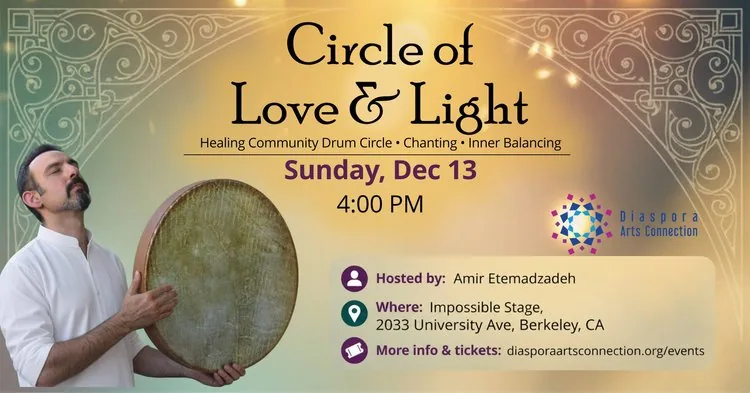 Circle of
Love & Light
Healing Community Drum Circle • Chanting • Inner Balancing
Sunday, Dec 13
4:00 PM
Diaspora
Arts Connection
Hosted by: Amir Etemadzadeh
Where: Impossible Stage,
2033 University Ave, Berkeley, CA
More info & tickets: diasporaartsconnection.org/events